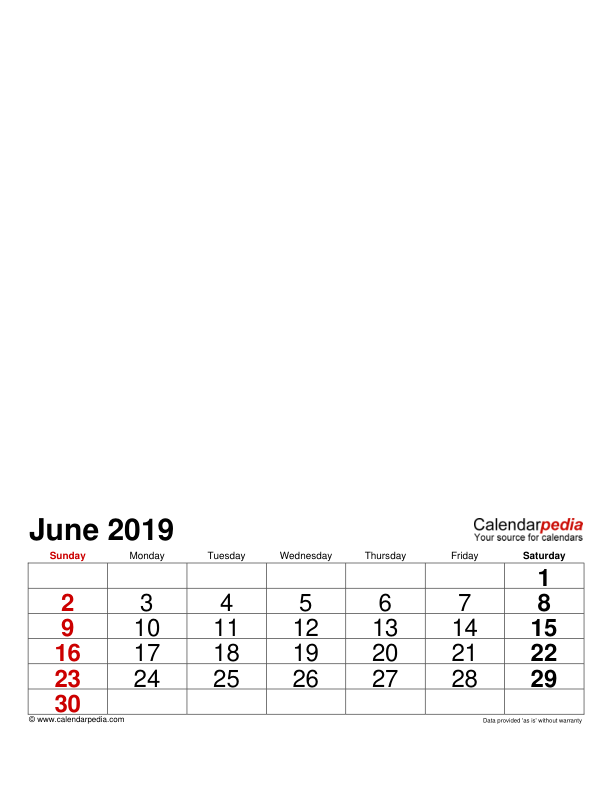 June 2019
Calendarpedia
Your source for calendars
Sunday Monday Tuesday Wednesday Thursday Friday Saturday
1
2 3 4 5 6 7 8
9 10 11 12 13 14 15
16 17 18 19 20 21 22
23 24 25 26 27 28 29
30
© www.calendarpedia.com
Data provided 'as is' without warranty